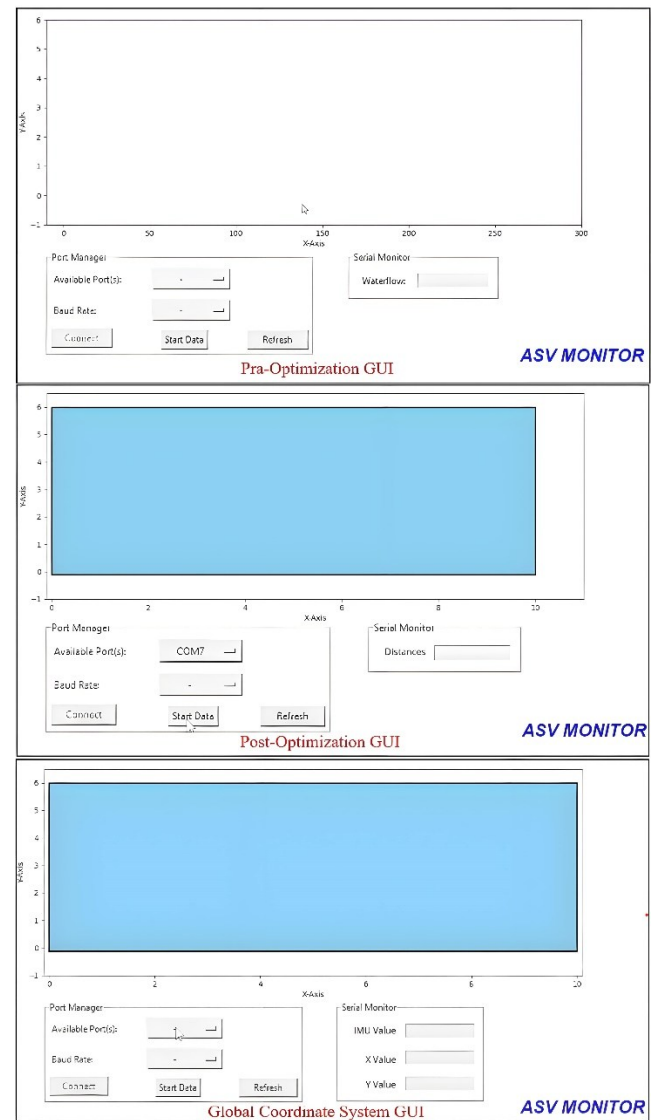 6
5
4
3
2
1
0
−1
Y-Axis
0 50 100 150 200 250 300
X-Axis
Port Manager
Available Port(s): -
Baud Rate: -
Connect Start Data Refresh
Serial Monitor
Waterflow:
ASV MONITOR
Pra-Optimization GUI
6
5
4
3
2
1
0
−1
Y-Axis
0 2 4 6 8 10
X-Axis
Port Manager
Available Port(s): COM7
Baud Rate: -
Connect Start Data Refresh
Serial Monitor
Distances
ASV MONITOR
Post-Optimization GUI
6
5
4
3
2
1
0
−1
Y-Axis
0 2 4 6 8 10
X-Axis
Port Manager
Available Port(s): -
Baud Rate: -
Connect Start Data Refresh
Serial Monitor
IMU Value
X Value
Y Value
ASV MONITOR
Global Coordinate System GUI